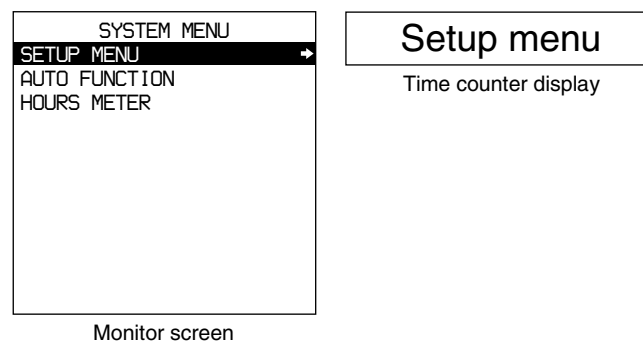 SYSTEM MENU
SETUP MENU
AUTO FUNCTION
HOURS METER
Monitor screen
Setup menu
Time counter display